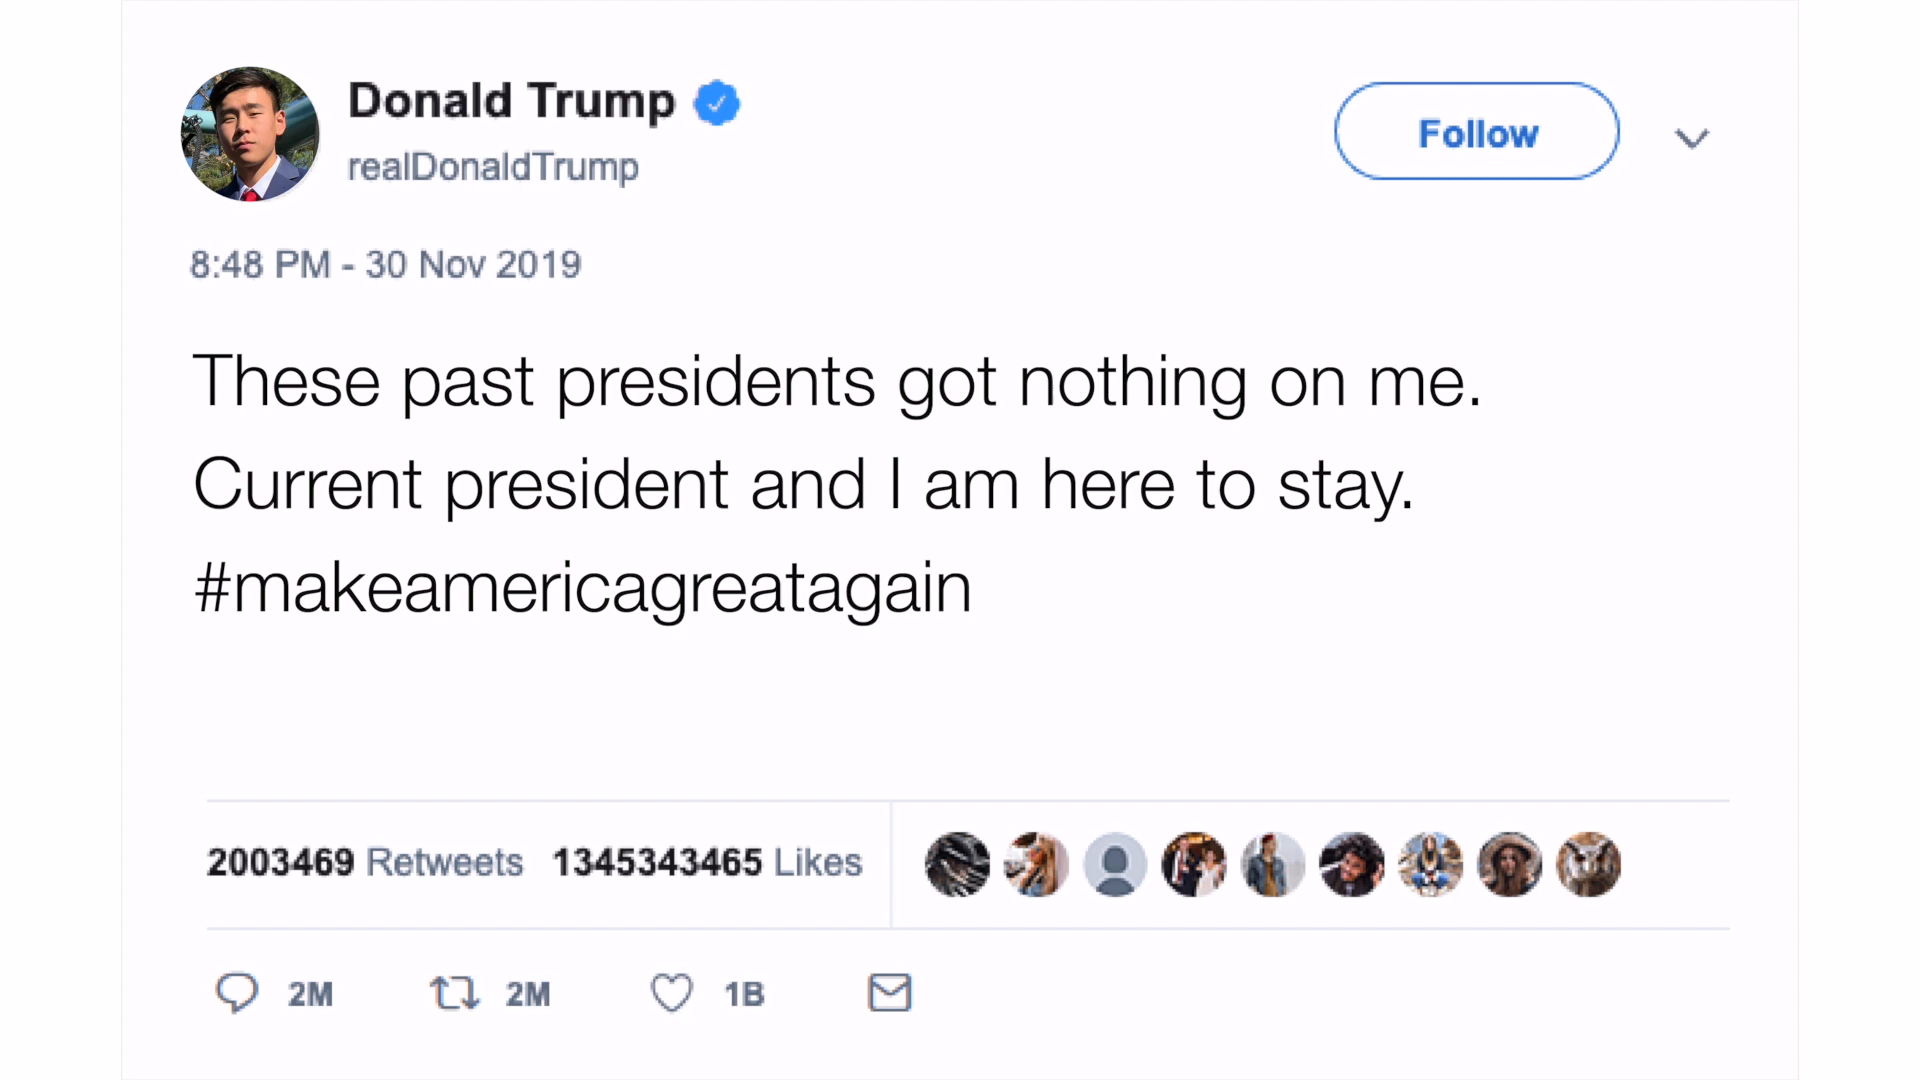 Donald Trump
realDonaldTrump
Follow
8:48 PM - 30 Nov 2019
These past presidents got nothing on me.
Current president and I am here to stay.
#makeamericagreatagain
2003469 Retweets 1345343465 Likes
2M 2M 1B